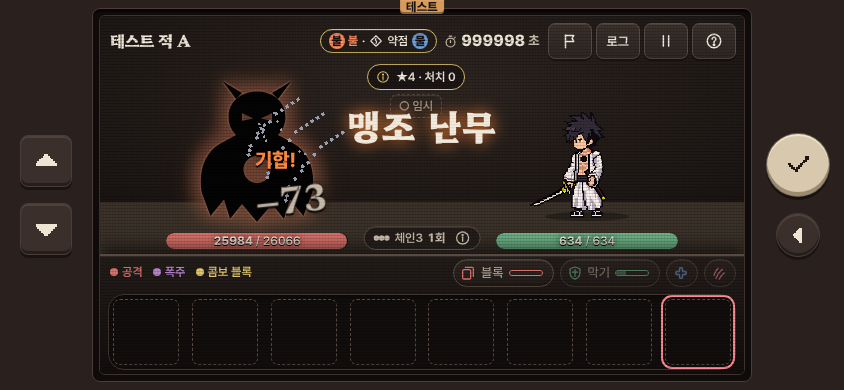 테스트
테스트 적 A
불 불 · 약점 물
999998 초
로그
★4 · 처치 0
임시
맹조 난무
기합!
−73
25984 / 26066
체인3 1회
634 / 634
공격 폭주 콤보 블록
블록
막기